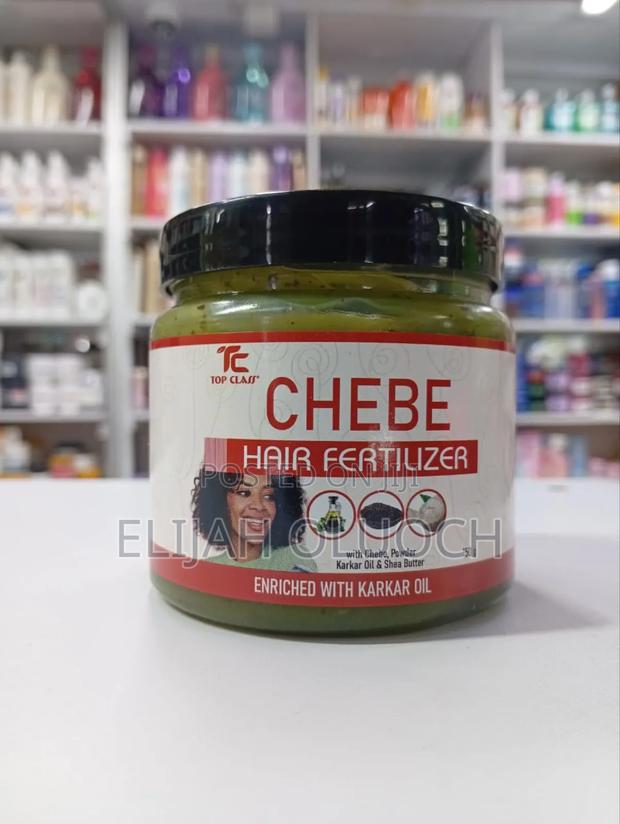 TC
TOP CLASS®
CHEBE
HAIR FERTILIZER
POSTED ON JIJI
ELIJAH OLUOCH
with Chebe, Powder
Karkar Oil & Shea Butter
ENRICHED WITH KARKAR OIL